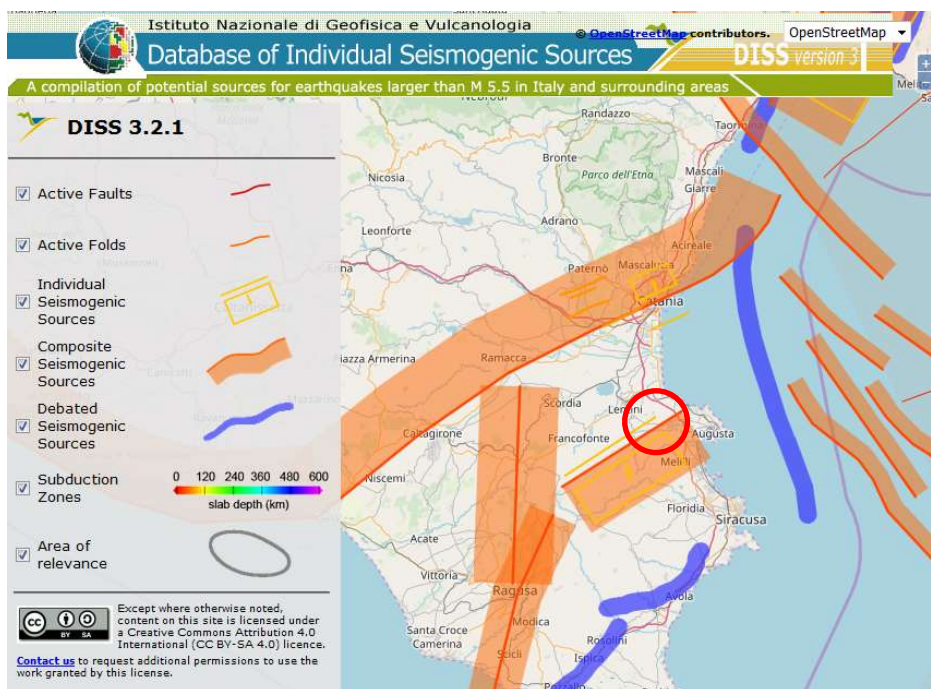 Istituto Nazionale di Geofisica e Vulcanologia
© OpenStreetMap contributors.
OpenStreetMap
Database of Individual Seismogenic Sources
DISS version 3
A compilation of potential sources for earthquakes larger than M 5.5 in Italy and surrounding areas
DISS 3.2.1
Active Faults
Active Folds
Individual
Seismogenic
Sources
Composite
Seismogenic
Sources
Debated
Seismogenic
Sources
Subduction
Zones
0 120 240 360 480 600
slab depth (km)
Area of
relevance
cc
BY SA
Except where otherwise noted,
content on this site is licensed under
a Creative Commons Attribution 4.0
International (CC BY-SA 4.0) licence.
Contact us to request additional permissions to use the
work granted by this license.
Randazzo
Taormina
Bronte
Nicosia
Parco dell'Etna
Mascali
Giarre
Adrano
Leonforte
Acireale
Enna
Paternò
Mascalucia
Catania
Piazza Armerina
Ramacca
Scordia
Lentini
Caltagirone
Francofonte
Augusta
Melilli
Niscemi
Floridia
Siracusa
Acate
Vittoria
Ragusa
Avola
Santa Croce
Camerina
Modica
Rosolini
Scicli
Ispica
Pozzallo